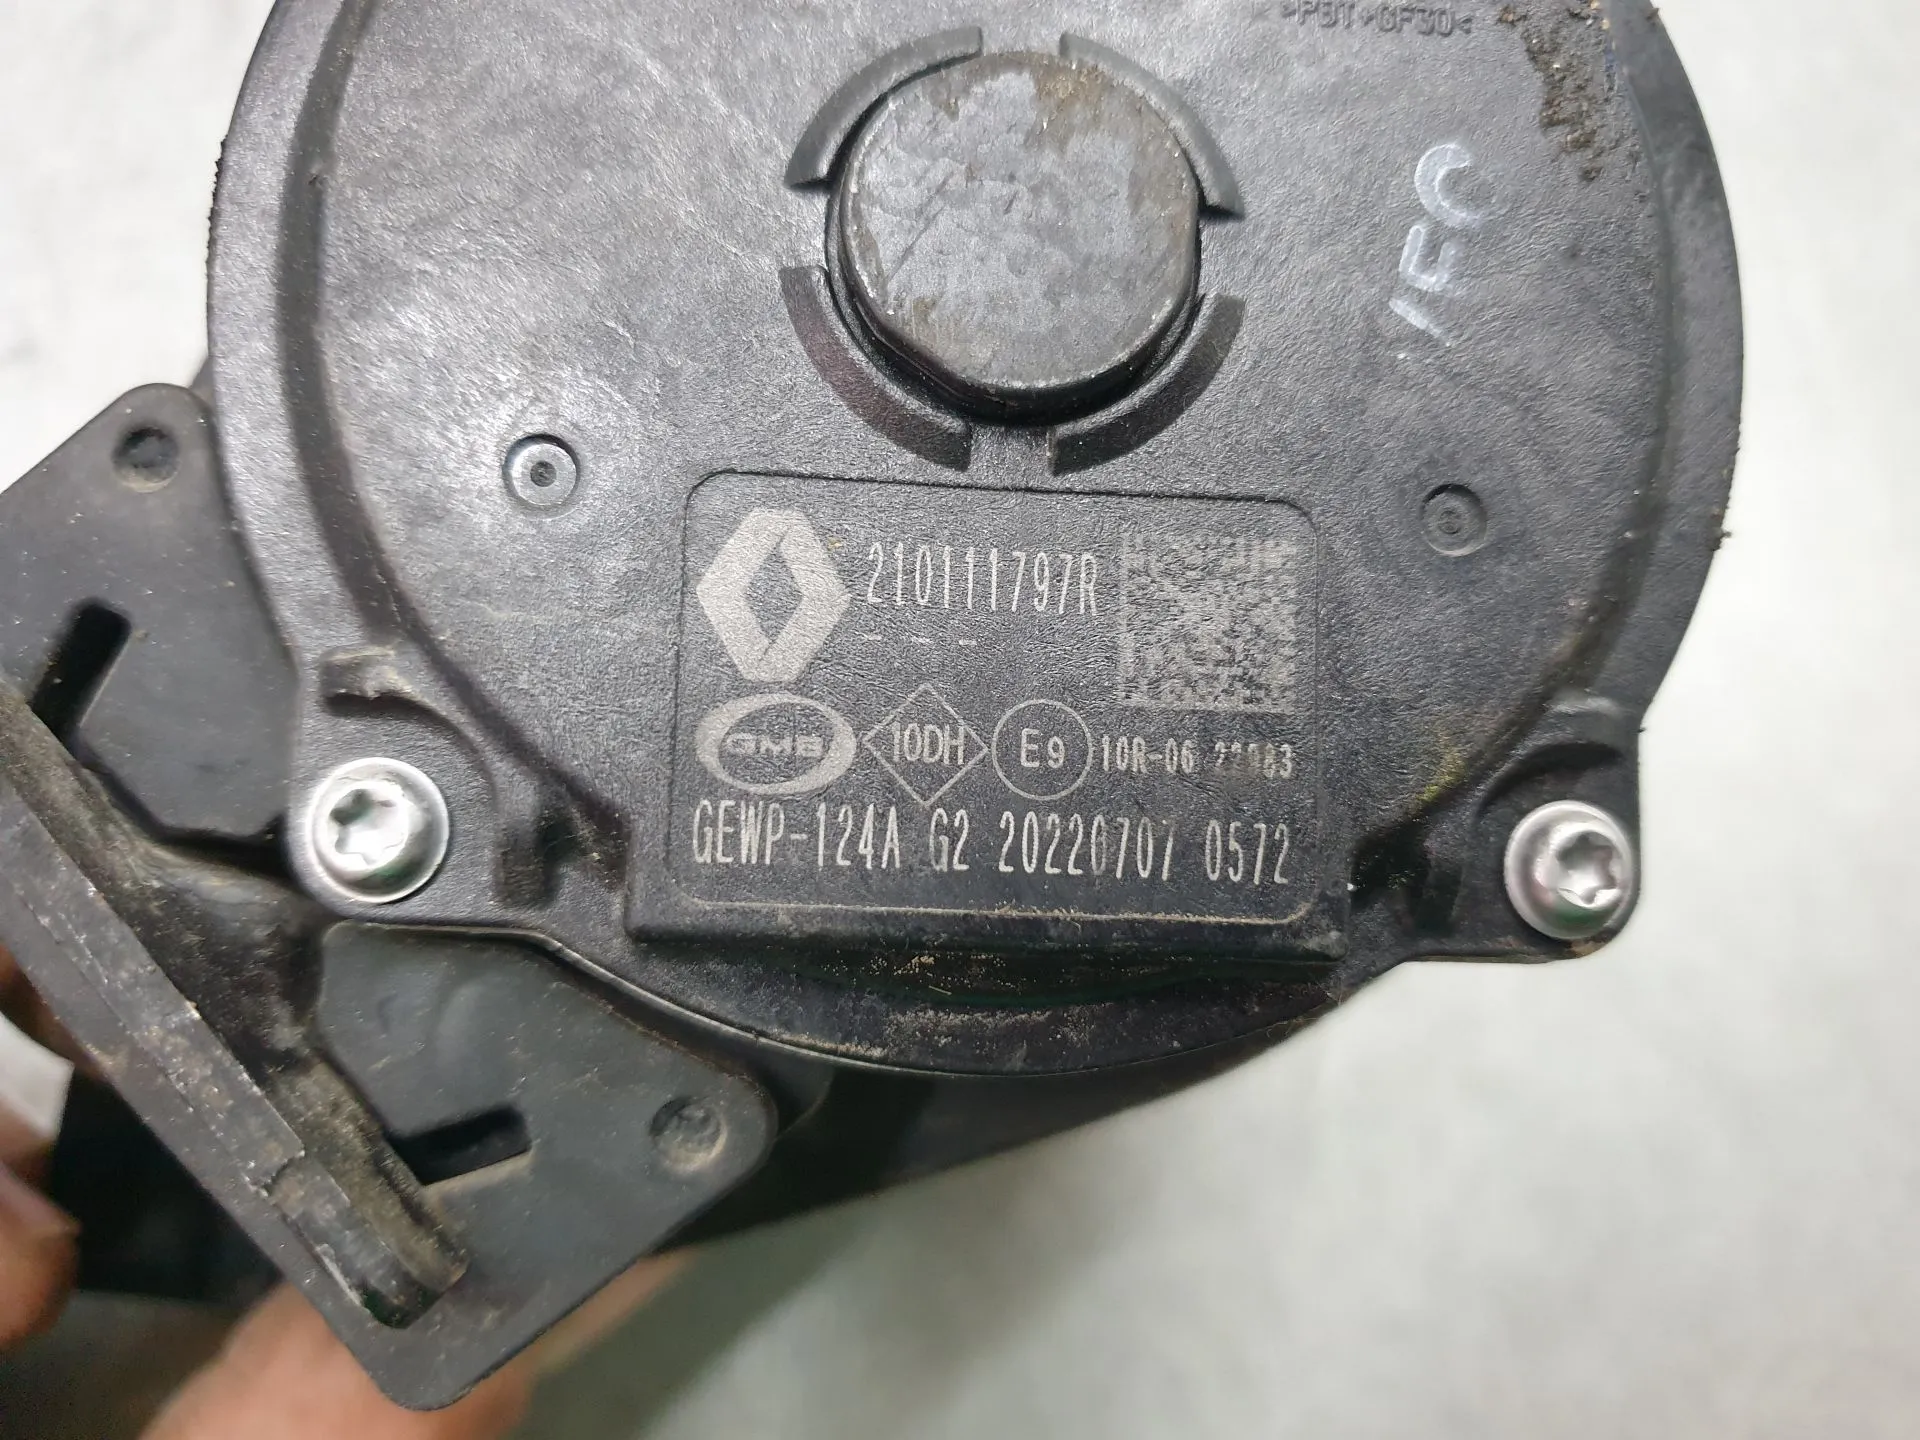 >PBT+GF30<
210111797R
- - -
GMB 10DH E9 10R-06
GEWP-124A G2 20220707 0572